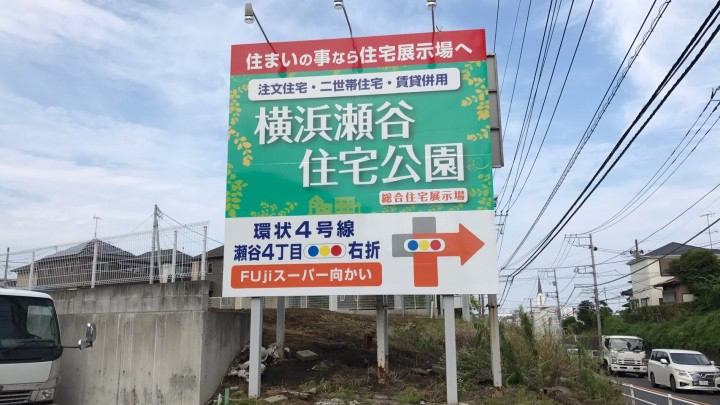 住まいの事なら住宅展示場へ
注文住宅・二世帯住宅・賃貸併用
横浜瀬谷
住宅公園
総合住宅展示場
環状4号線
瀬谷4丁目 右折
FUjiスーパー向かい